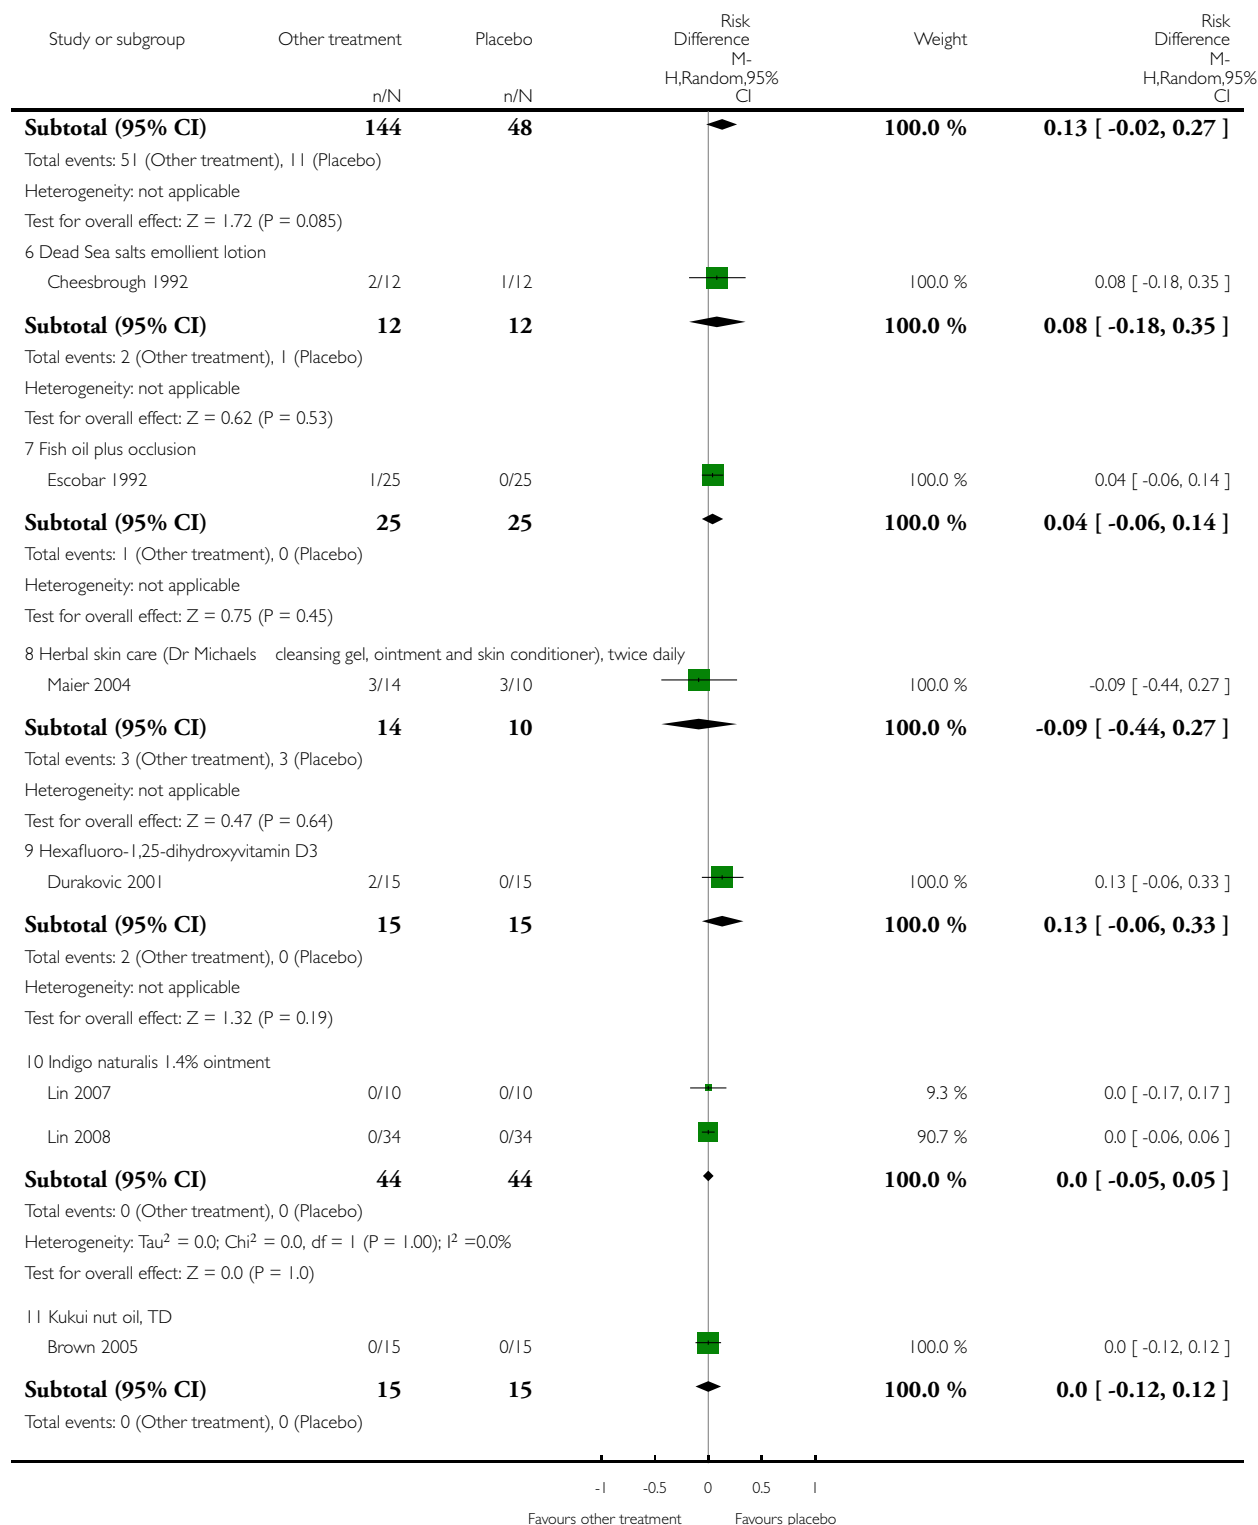 Study or subgroup Other treatment Placebo Risk Difference Weight Risk Difference
M-H,Random,95% CI M-H,Random,95% CI
n/N n/N
Subtotal (95% CI) 144 48 100.0 % 0.13 [ -0.02, 0.27 ]
Total events: 51 (Other treatment), 11 (Placebo)
Heterogeneity: not applicable
Test for overall effect: Z = 1.72 (P = 0.085)
6 Dead Sea salts emollient lotion
Cheesbrough 1992 2/12 1/12 100.0 % 0.08 [ -0.18, 0.35 ]
Subtotal (95% CI) 12 12 100.0 % 0.08 [ -0.18, 0.35 ]
Total events: 2 (Other treatment), 1 (Placebo)
Heterogeneity: not applicable
Test for overall effect: Z = 0.62 (P = 0.53)
7 Fish oil plus occlusion
Escobar 1992 1/25 0/25 100.0 % 0.04 [ -0.06, 0.14 ]
Subtotal (95% CI) 25 25 100.0 % 0.04 [ -0.06, 0.14 ]
Total events: 1 (Other treatment), 0 (Placebo)
Heterogeneity: not applicable
Test for overall effect: Z = 0.75 (P = 0.45)
8 Herbal skin care (Dr Michaels cleansing gel, ointment and skin conditioner), twice daily
Maier 2004 3/14 3/10 100.0 % -0.09 [ -0.44, 0.27 ]
Subtotal (95% CI) 14 10 100.0 % -0.09 [ -0.44, 0.27 ]
Total events: 3 (Other treatment), 3 (Placebo)
Heterogeneity: not applicable
Test for overall effect: Z = 0.47 (P = 0.64)
9 Hexafluoro-1,25-dihydroxyvitamin D3
Durakovic 2001 2/15 0/15 100.0 % 0.13 [ -0.06, 0.33 ]
Subtotal (95% CI) 15 15 100.0 % 0.13 [ -0.06, 0.33 ]
Total events: 2 (Other treatment), 0 (Placebo)
Heterogeneity: not applicable
Test for overall effect: Z = 1.32 (P = 0.19)
10 Indigo naturalis 1.4% ointment
Lin 2007 0/10 0/10 9.3 % 0.0 [ -0.17, 0.17 ]
Lin 2008 0/34 0/34 90.7 % 0.0 [ -0.06, 0.06 ]
Subtotal (95% CI) 44 44 100.0 % 0.0 [ -0.05, 0.05 ]
Total events: 0 (Other treatment), 0 (Placebo)
Heterogeneity: Tau² = 0.0; Chi² = 0.0, df = 1 (P = 1.00); I² =0.0%
Test for overall effect: Z = 0.0 (P = 1.0)
11 Kukui nut oil, TD
Brown 2005 0/15 0/15 100.0 % 0.0 [ -0.12, 0.12 ]
Subtotal (95% CI) 15 15 100.0 % 0.0 [ -0.12, 0.12 ]
Total events: 0 (Other treatment), 0 (Placebo)
-1 -0.5 0 0.5 1
Favours other treatment Favours placebo